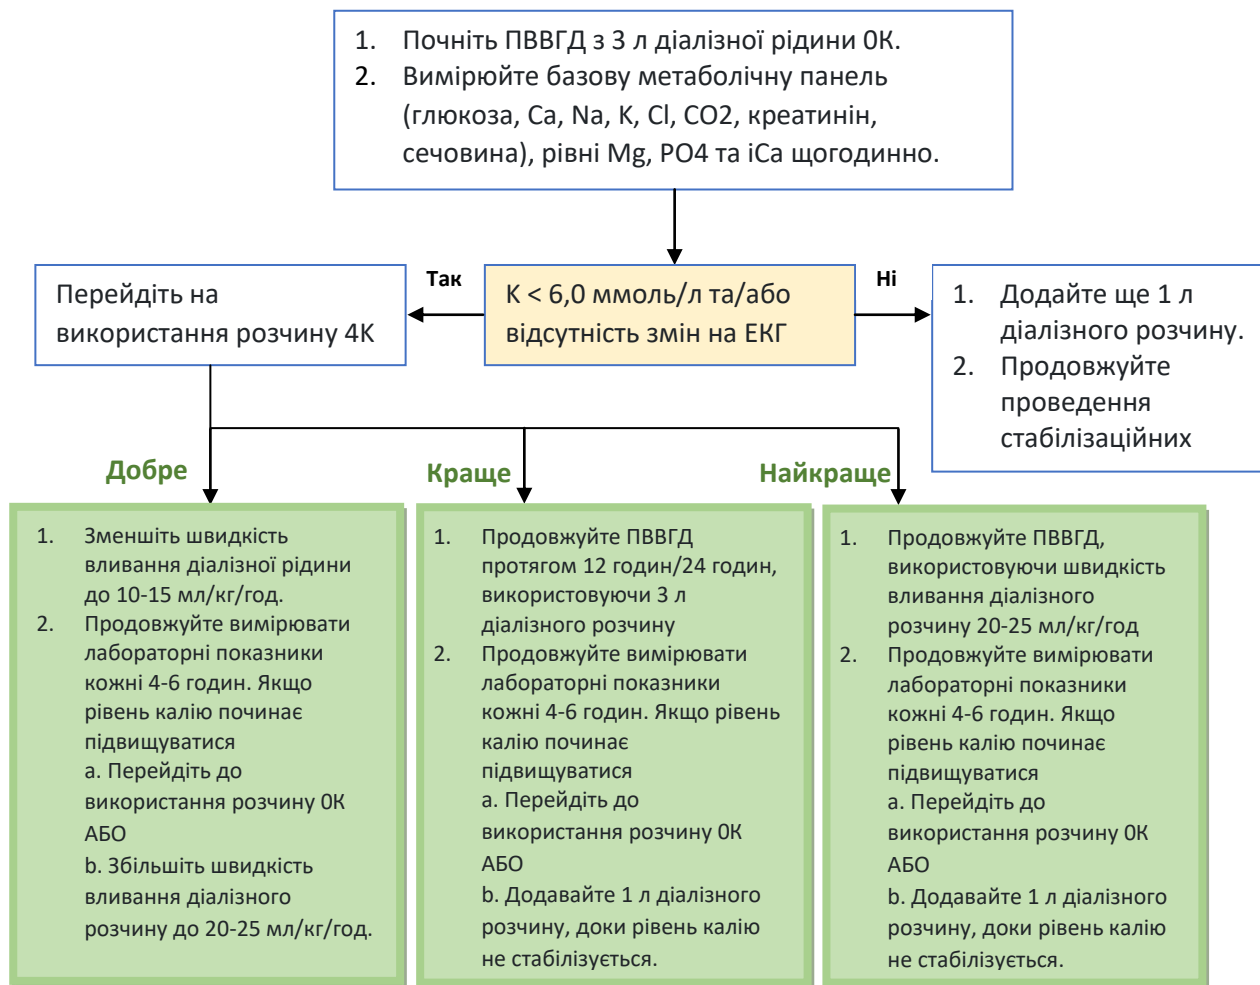 1. Почніть ПВВГД з 3 л діалізної рідини 0К.
2. Вимірюйте базову метаболічну панель
(глюкоза, Ca, Na, K, Cl, CO2, креатинін,
сечовина), рівні Mg, PO4 та iCa щогодинно.
Перейдіть на
використання розчину 4K
Так
K < 6,0 ммоль/л та/або
відсутність змін на ЕКГ
Ні
1. Додайте ще 1 л
діалізного розчину.
2. Продовжуйте
проведення
стабілізаційних
Добре
1. Зменшіть швидкість
вливання діалізної рідини
до 10-15 мл/кг/год.
2. Продовжуйте вимірювати
лабораторні показники
кожні 4-6 годин. Якщо
рівень калію починає
підвищуватися
a. Перейдіть до
використання розчину 0К
АБО
b. Збільшіть швидкість
вливання діалізного
розчину до 20-25 мл/кг/год.
Краще
1. Продовжуйте ПВВГД
протягом 12 годин/24 годин,
використовуючи 3 л
діалізного розчину
2. Продовжуйте вимірювати
лабораторні показники
кожні 4-6 годин. Якщо рівень
калію починає
підвищуватися
a. Перейдіть до
використання розчину 0К
АБО
b. Додавайте 1 л діалізного
розчину, доки рівень калію
не стабілізується.
Найкраще
1. Продовжуйте ПВВГД,
використовуючи швидкість
вливання діалізного
розчину 20-25 мл/кг/год
2. Продовжуйте вимірювати
лабораторні показники
кожні 4-6 годин. Якщо
рівень калію починає
підвищуватися
a. Перейдіть до
використання розчину 0К
АБО
b. Додавайте 1 л діалізного
розчину, доки рівень калію
не стабілізується.